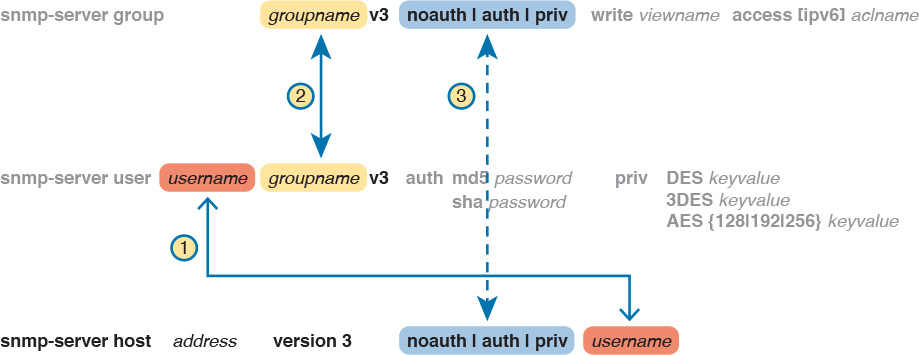 snmp-server group groupname v3 noauth | auth | priv write viewname access [ipv6] aclname
2
3
snmp-server user username groupname v3 auth md5 password priv DES keyvalue
sha password 3DES keyvalue
AES {128|192|256} keyvalue
1
snmp-server host address version 3 noauth | auth | priv username